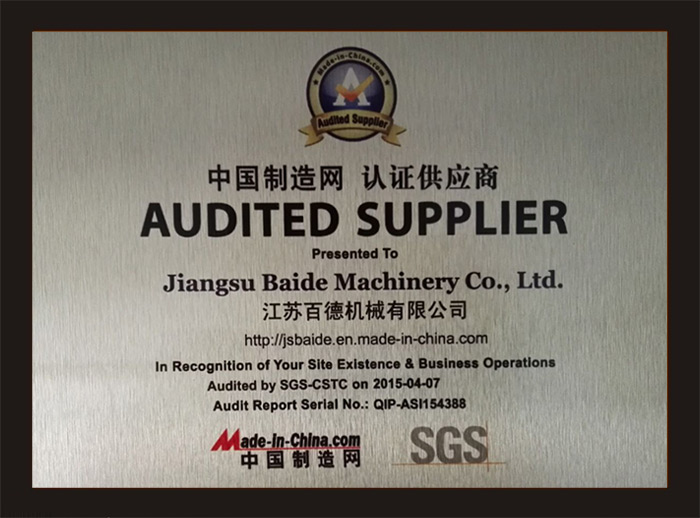 Made-in-China.com
A
Audited Supplier
中国制造网 认证供应商
AUDITED SUPPLIER
Presented To
Jiangsu Baide Machinery Co., Ltd.
江苏百德机械有限公司
http://jsbaide.en.made-in-china.com
In Recognition of Your Site Existence & Business Operations
Audited by SGS-CSTC on 2015-04-07
Audit Report Serial No.: QIP-ASI154388
Made-in-China.com
中国制造网
SGS